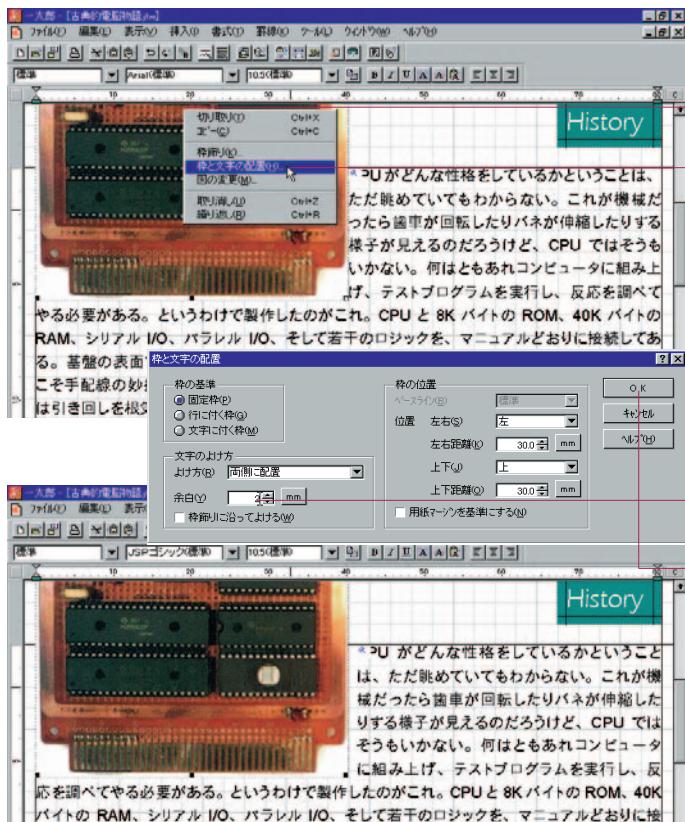 一太郎 - [古典的電脳物語.jtd]
ファイル(F) 編集(E) 表示(V) 挿入(I) 書式(T) 罫線(K) ツール(L) ウィンドウ(W) ヘルプ(H)
標準 Arial(標準) 10.5(標準)
10 20 30 40 50 60 70 80
History
切り取り(T) Ctrl+X
コピー(C) Ctrl+C
枠飾り(K)...
枠と文字の配置(H)...
図の変更(M)...
取り消し(U) Ctrl+Z
繰り返し(R) Ctrl+R
PU がどんな性格をしているかということは、
ただ眺めていてもわからない。これが機械だ
ったら歯車が回転したりバネが伸縮したりする
様子が見えるのだろうけど、CPU ではそうも
いかない。何はともあれコンピュータに組み上
げ、テストプログラムを実行し、反応を調べて
やる必要がある。というわけで製作したのがこれ。CPU と 8K バイトの ROM、40K バイトの
RAM、シリアル I/O、パラレル I/O、そして若干のロジックを、マニュアルどおりに接続してあ
る。基盤の表面
こそ手配線の妙
は引き回しを根気
枠と文字の配置
枠の基準
固定枠(P)
行に付く枠(G)
文字に付く枠(M)
文字のよけ方
よけ方(R) 両側に配置
余白(Y) 2 mm
枠飾りに沿ってよける(W)
枠の位置
ベースライン(B) 標準
位置 左右(S) 左
左右距離(K) 30.0 mm
上下(J) 上
上下距離(Q) 30.0 mm
用紙マージンを基準にする(N)
O K
キャンセル
ヘルプ(H)
一太郎 - [古典的電脳物語
ファイル(F) 編集(E) 表示
標準 JSPゴシック(標準) 10.5(標準)
10 20 30 40 50 60 70 80
History
PU がどんな性格をしているかということ
は、ただ眺めていてもわからない。これが機
械だったら歯車が回転したりバネが伸縮した
りする様子が見えるのだろうけど、CPU では
そうもいかない。何はともあれコンピュータ
に組み上げ、テストプログラムを実行し、反
応を調べてやる必要がある。というわけで製作したのがこれ。CPU と 8K バイトの ROM、40K
バイトの RAM、シリアル I/O、パラレル I/O、そして若干のロジックを、マニュアルどおりに接